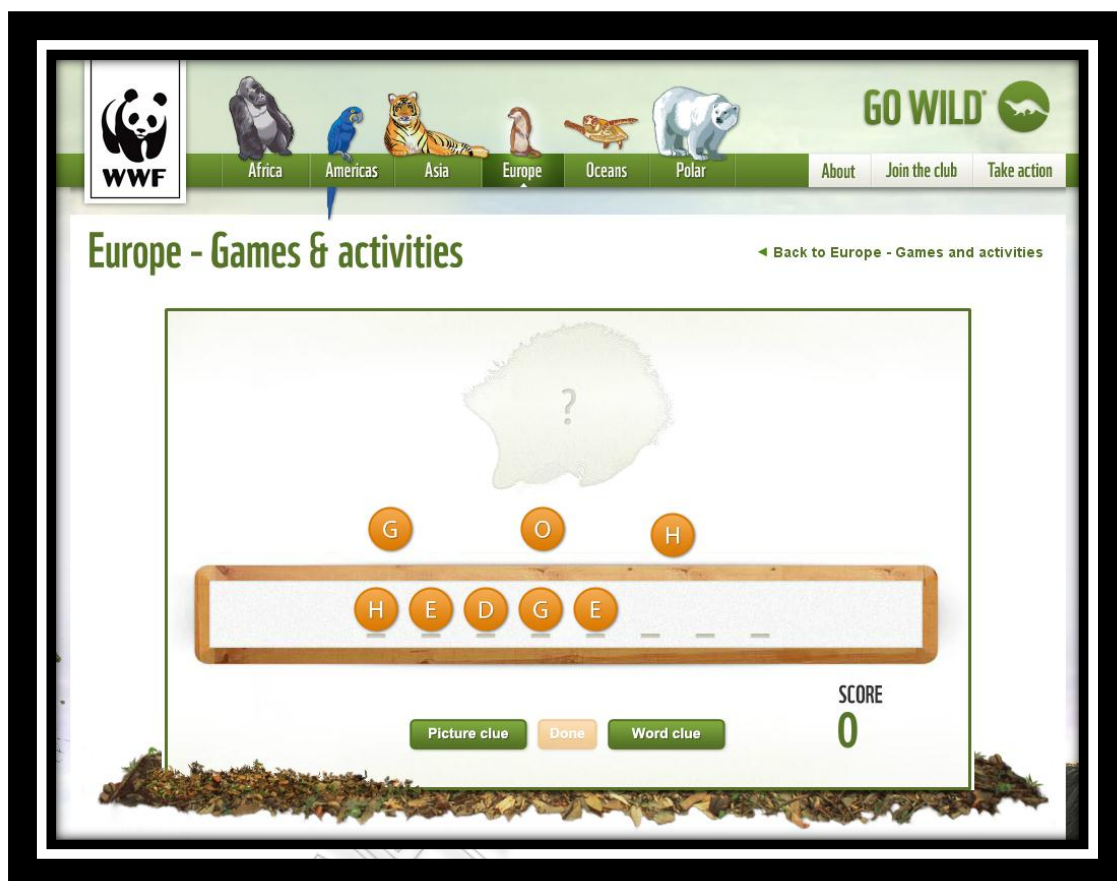 WWF
Africa Americas Asia Europe Oceans Polar
GO WILD
About Join the club Take action
Europe - Games & activities
◄ Back to Europe - Games and activities
?
G O H
H E D G E _ _ _
SCORE
0
Picture clue Done Word clue